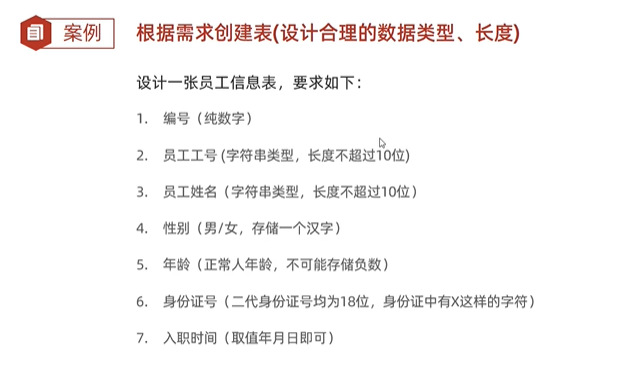 案例
根据需求创建表(设计合理的数据类型、长度)
设计一张员工信息表，要求如下：
1. 编号（纯数字）
2. 员工工号 (字符串类型，长度不超过10位)
3. 员工姓名（字符串类型，长度不超过10位）
4. 性别（男/女，存储一个汉字）
5. 年龄（正常人年龄，不可能存储负数）
6. 身份证号（二代身份证号均为18位，身份证中有X这样的字符）
7. 入职时间（取值年月日即可）